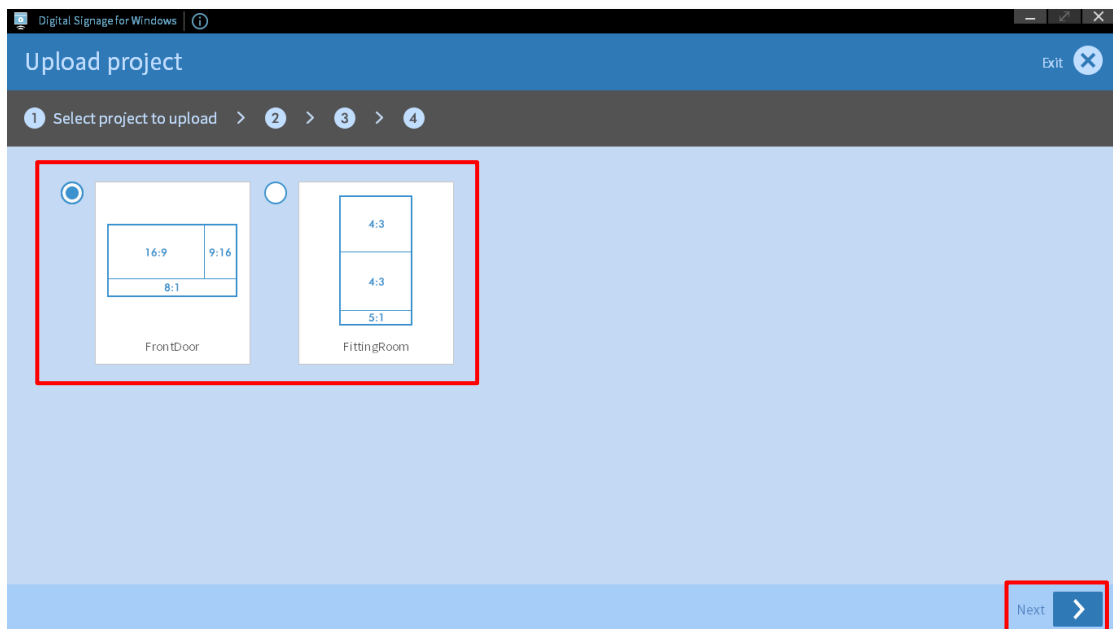 Digital Signage for Windows
Upload project
Exit
1 Select project to upload > 2 > 3 > 4
16:9
9:16
8:1
FrontDoor
4:3
4:3
5:1
FittingRoom
Next